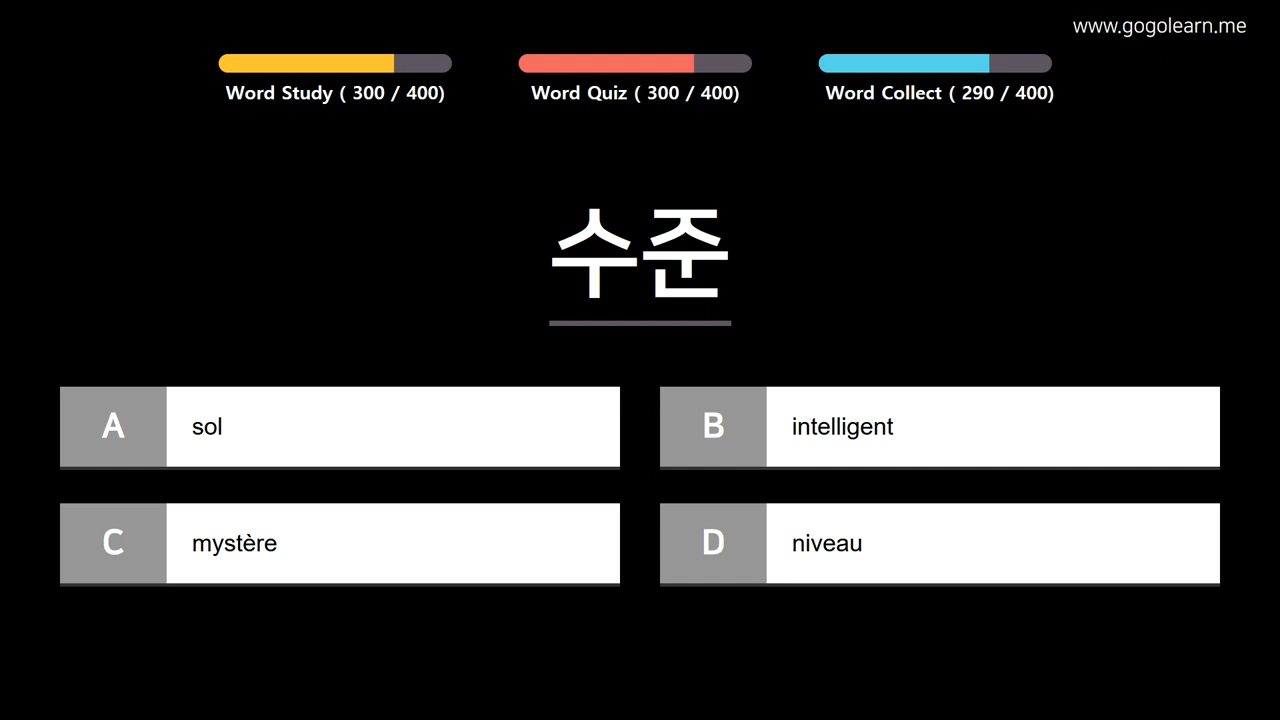 www.gogolearn.me
Word Study ( 300 / 400)
Word Quiz ( 300 / 400)
Word Collect ( 290 / 400)
수준
A
sol
B
intelligent
C
mystère
D
niveau